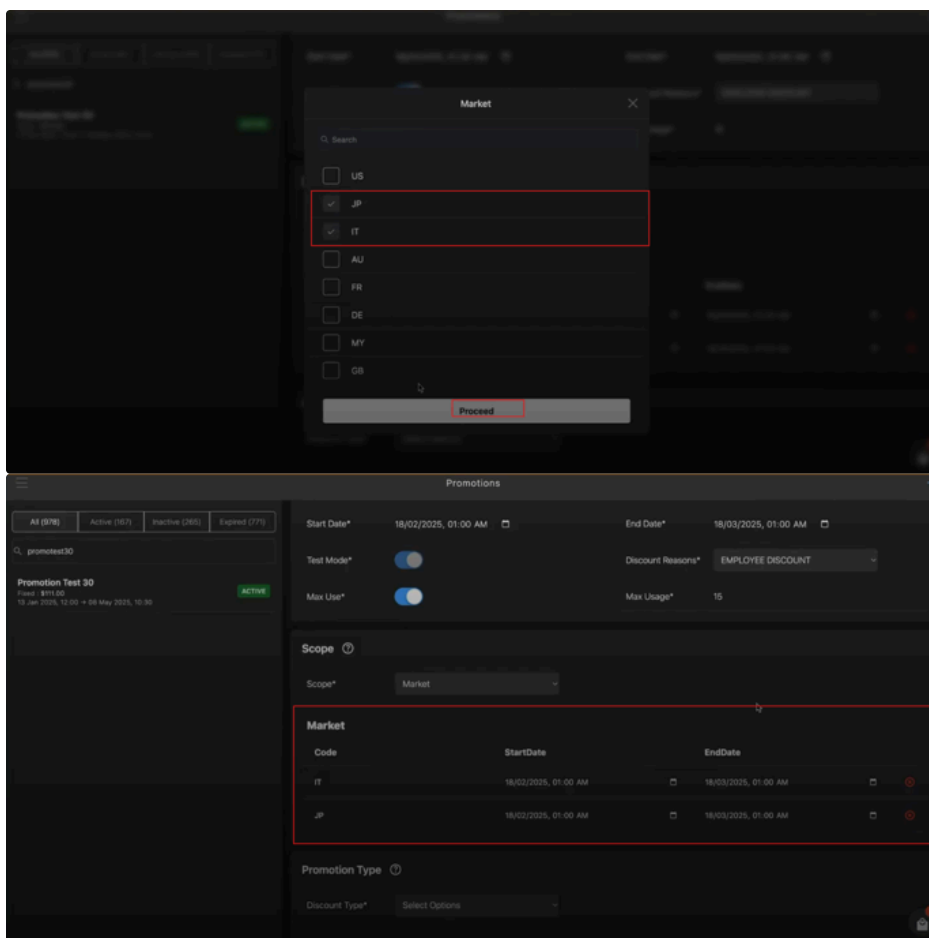 Market
Search
US
JP
IT
AU
FR
DE
MY
GB
Proceed
Promotions
All (978) Active (167) Inactive (265) Expired (771)
promotest30
Promotion Test 30
Fixed : $111.00
13 Jan 2025, 12:00 → 08 May 2025, 10:30
ACTIVE
Start Date* 18/02/2025, 01:00 AM End Date* 18/03/2025, 01:00 AM
Test Mode* Discount Reasons* EMPLOYEE DISCOUNT
Max Use* Max Usage* 15
Scope
Scope* Market
Market
Code StartDate EndDate
IT 18/02/2025, 01:00 AM 18/03/2025, 01:00 AM
JP 18/02/2025, 01:00 AM 18/03/2025, 01:00 AM
Promotion Type
Discount Type* Select Options